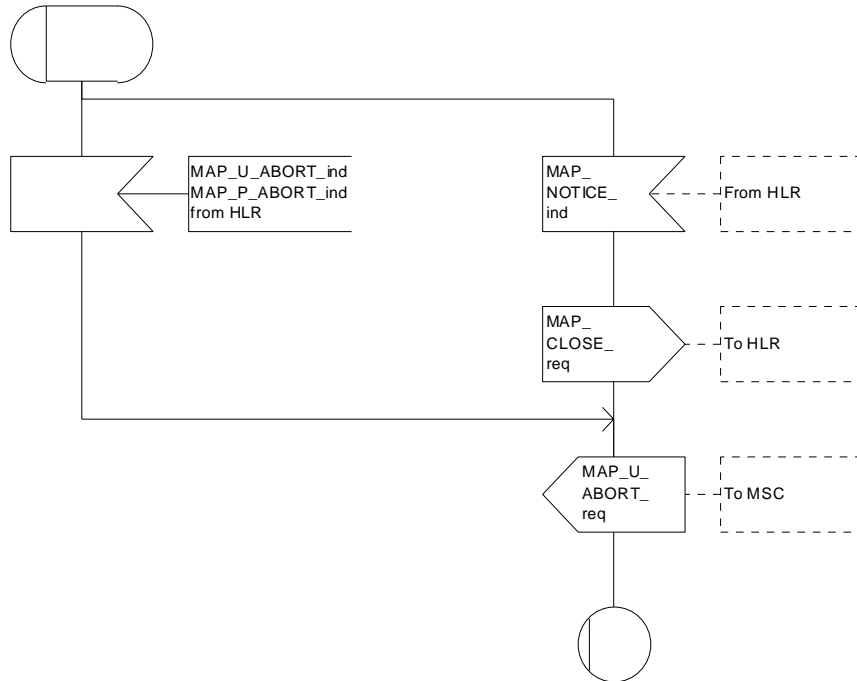 MAP_U_ABORT_ind
MAP_P_ABORT_ind
from HLR
MAP_
NOTICE_
ind
From HLR
MAP_
CLOSE_
req
To HLR
MAP_U_
ABORT_
req
To MSC